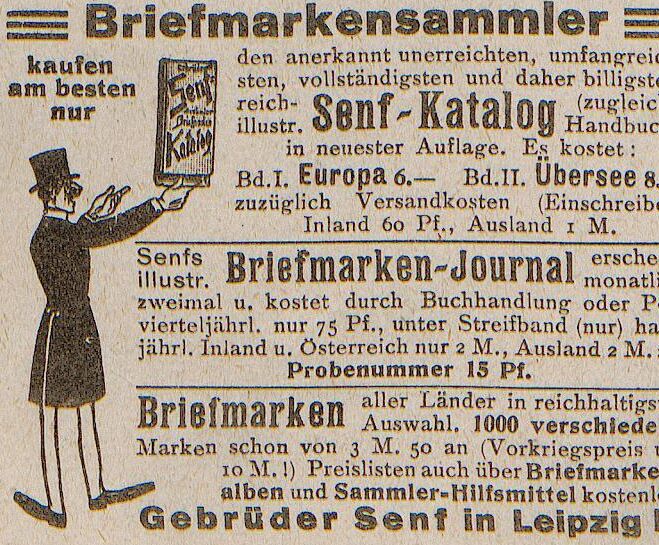 Briefmarkensammler
kaufen
am besten
nur
Senfs
Katalog
den anerkannt unerreichten, umfangreic
sten, vollständigsten und daher billigste
reich-
illustr. Senf-Katalog (zugleic
Handbuc
in neuester Auflage. Es kostet:
Bd. I. Europa 6.— Bd. II. Übersee 8.
zuzüglich Versandkosten (Einschreibe
Inland 60 Pf., Ausland 1 M.
Senfs
illustr. Briefmarken-Journal ersche
monatli
zweimal u. kostet durch Buchhandlung oder P
vierteljährl. nur 75 Pf., unter Streifband (nur) ha
jährl. Inland u. Österreich nur 2 M., Ausland 2 M.
Probenummer 15 Pf.
Briefmarken aller Länder in reichhaltigs
Auswahl. 1000 verschiede
Marken schon von 3 M. 50 an (Vorkriegspreis
10 M.!) Preislisten auch über Briefmarke
alben und Sammler-Hilfsmittel kostenl
Gebrüder Senf in Leipzig